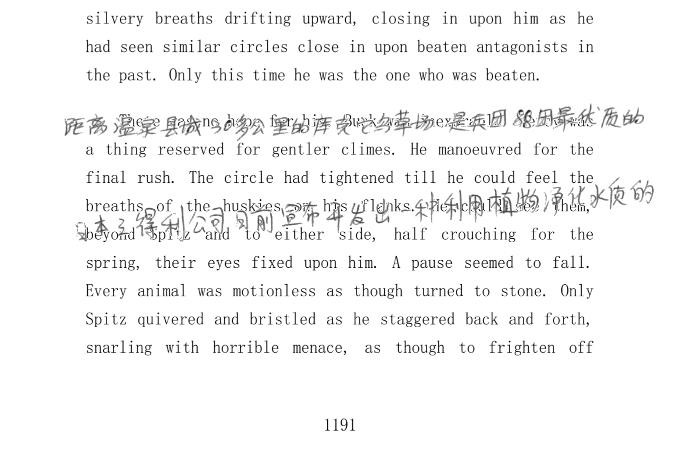 silvery breaths drifting upward, closing in upon him as he
had seen similar circles close in upon beaten antagonists in
the past. Only this time he was the one who was beaten.
距离温泉县城30多公里的库克它乌草场,是兵团88团最优质的
There was no hope for him. Buck was inexorable.
a thing reserved for gentler climes. He manoeuvred for the
final rush. The circle had tightened till he could feel the
breaths of the huskies on his flanks. He could see them,
日本三得利公司日前宣布开发出一种利用植物净化水质的
beyond Spitz and to either side, half crouching for the
spring, their eyes fixed upon him. A pause seemed to fall.
Every animal was motionless as though turned to stone. Only
Spitz quivered and bristled as he staggered back and forth,
snarling with horrible menace, as though to frighten off
1191